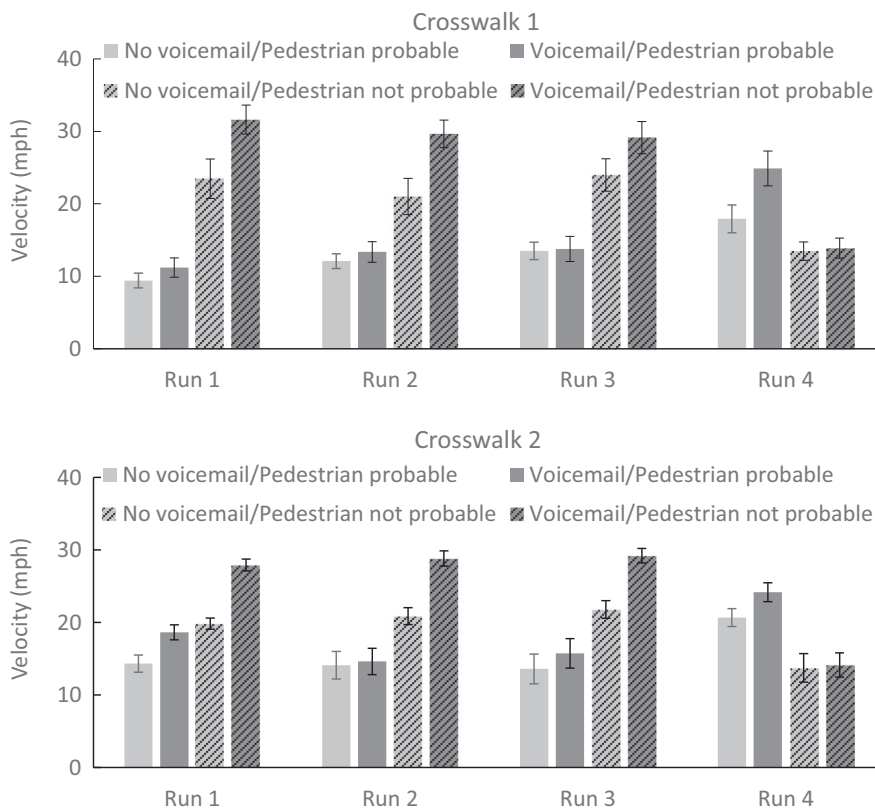 Crosswalk 1
No voicemail/Pedestrian probable
Voicemail/Pedestrian probable
No voicemail/Pedestrian not probable
Voicemail/Pedestrian not probable
Velocity (mph)
40
30
20
10
0
Run 1
Run 2
Run 3
Run 4
Crosswalk 2
No voicemail/Pedestrian probable
Voicemail/Pedestrian probable
No voicemail/Pedestrian not probable
Voicemail/Pedestrian not probable
Velocity (mph)
40
30
20
10
0
Run 1
Run 2
Run 3
Run 4